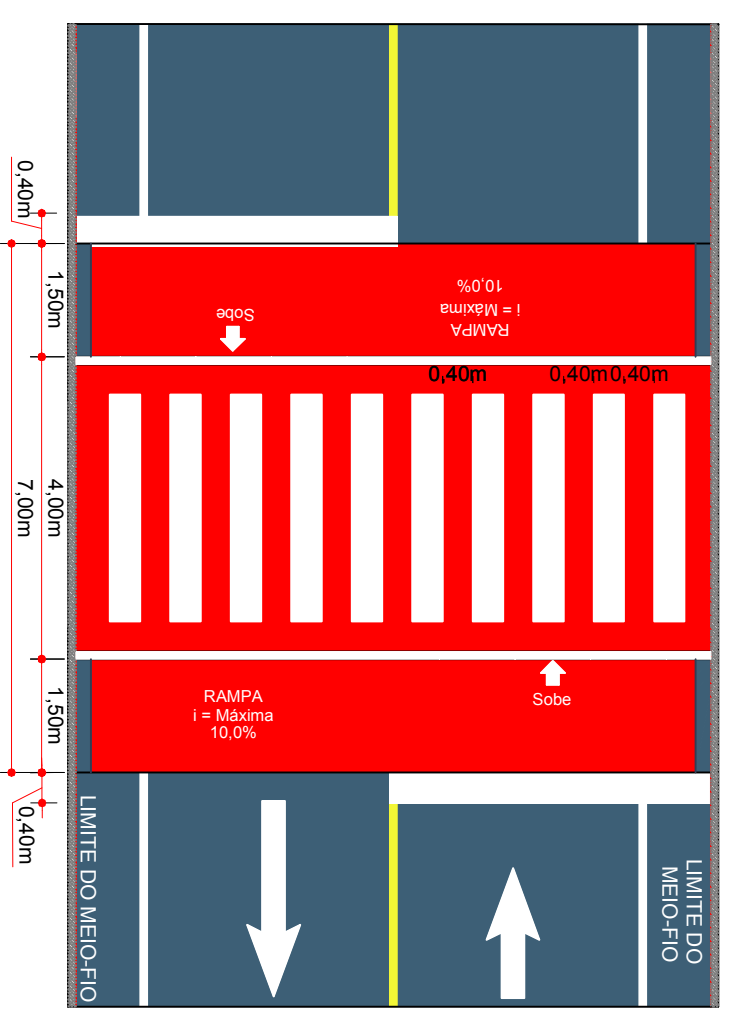 0,40m
1,50m
RAMPA
i = Máxima
10,0%
Sobe
0,40m 0,40m 0,40m
4,00m
7,00m
1,50m
RAMPA
i = Máxima
10,0%
Sobe
0,40m
LIMITE DO MEIO-FIO
LIMITE DO
MEIO-FIO